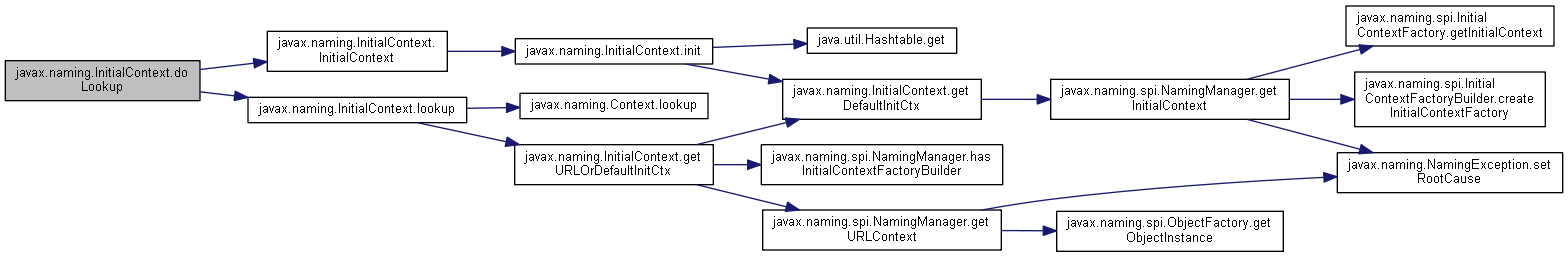 javax.naming.InitialContext.do
Lookup
javax.naming.InitialContext.
InitialContext
javax.naming.InitialContext.lookup
javax.naming.InitialContext.init
javax.naming.Context.lookup
javax.naming.InitialContext.get
URLOrDefaultInitCtx
java.util.Hashtable.get
javax.naming.InitialContext.get
DefaultInitCtx
javax.naming.spi.NamingManager.has
InitialContextFactoryBuilder
javax.naming.spi.NamingManager.get
URLContext
javax.naming.spi.NamingManager.get
InitialContext
javax.naming.spi.ObjectFactory.get
ObjectInstance
javax.naming.spi.Initial
ContextFactory.getInitialContext
javax.naming.spi.Initial
ContextFactoryBuilder.create
InitialContextFactory
javax.naming.NamingException.set
RootCause